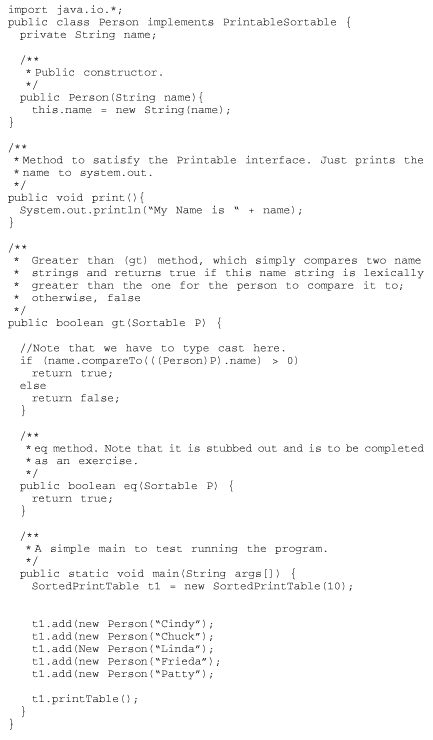 import java.io.*;
public class Person implements PrintableSortable {
  private String name;

  /**
   * Public constructor.
   */
  public Person(String name){
    this.name = new String(name);
}

/**
 * Method to satisfy the Printable interface. Just prints the
 * name to system.out.
 */
public void print(){
  System.out.println(“My Name is “ + name);
}

/**
 *  Greater than (gt) method, which simply compares two name
 *  strings and returns true if this name string is lexically
 *  greater than the one for the person to compare it to;
 *  otherwise, false
 */
public boolean gt(Sortable P) {

  //Note that we have to type cast here.
  if (name.compareTo(((Person)P).name) > 0)
    return true;
  else
    return false;
  }

  /**
   * eq method. Note that it is stubbed out and is to be completed
   * as an exercise.
   */
  public boolean eq(Sortable P) {
    return true;
  }

  /**
   * A simple main to test running the program.
   */
  public static void main(String args[]) {
    SortedPrintTable t1 = new SortedPrintTable(10);

    t1.add(new Person(“Cindy”);
    t1.add(new Person(“Chuck”);
    t1.add(New Person(“Linda”);
    t1.add(new Person(“Frieda”);
    t1.add(new Person(“Patty”);

    t1.printTable();
  }
}